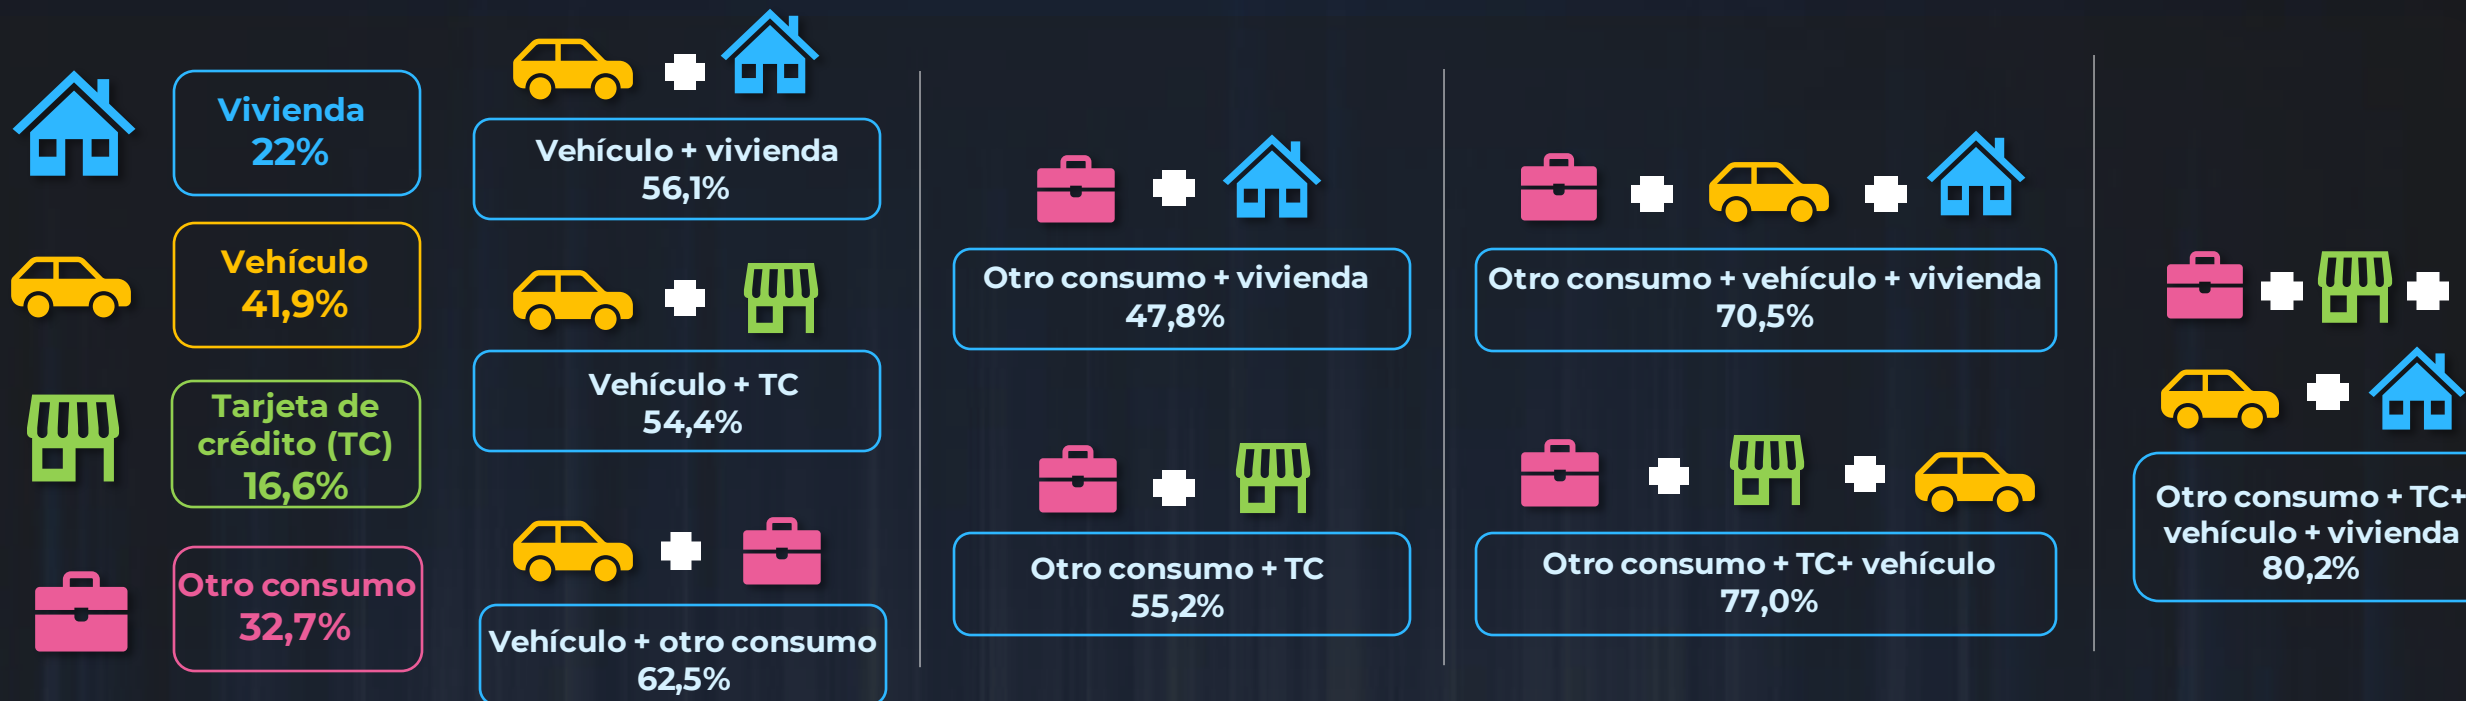 Vivienda
22%
Vehículo
41,9%
Tarjeta de
crédito (TC)
16,6%
Otro consumo
32,7%
Vehículo + vivienda
56,1%
Vehículo + TC
54,4%
Vehículo + otro consumo
62,5%
Otro consumo + vivienda
47,8%
Otro consumo + TC
55,2%
Otro consumo + vehículo + vivienda
70,5%
Otro consumo + TC+ vehículo
77,0%
Otro consumo + TC+
vehículo + vivienda
80,2%